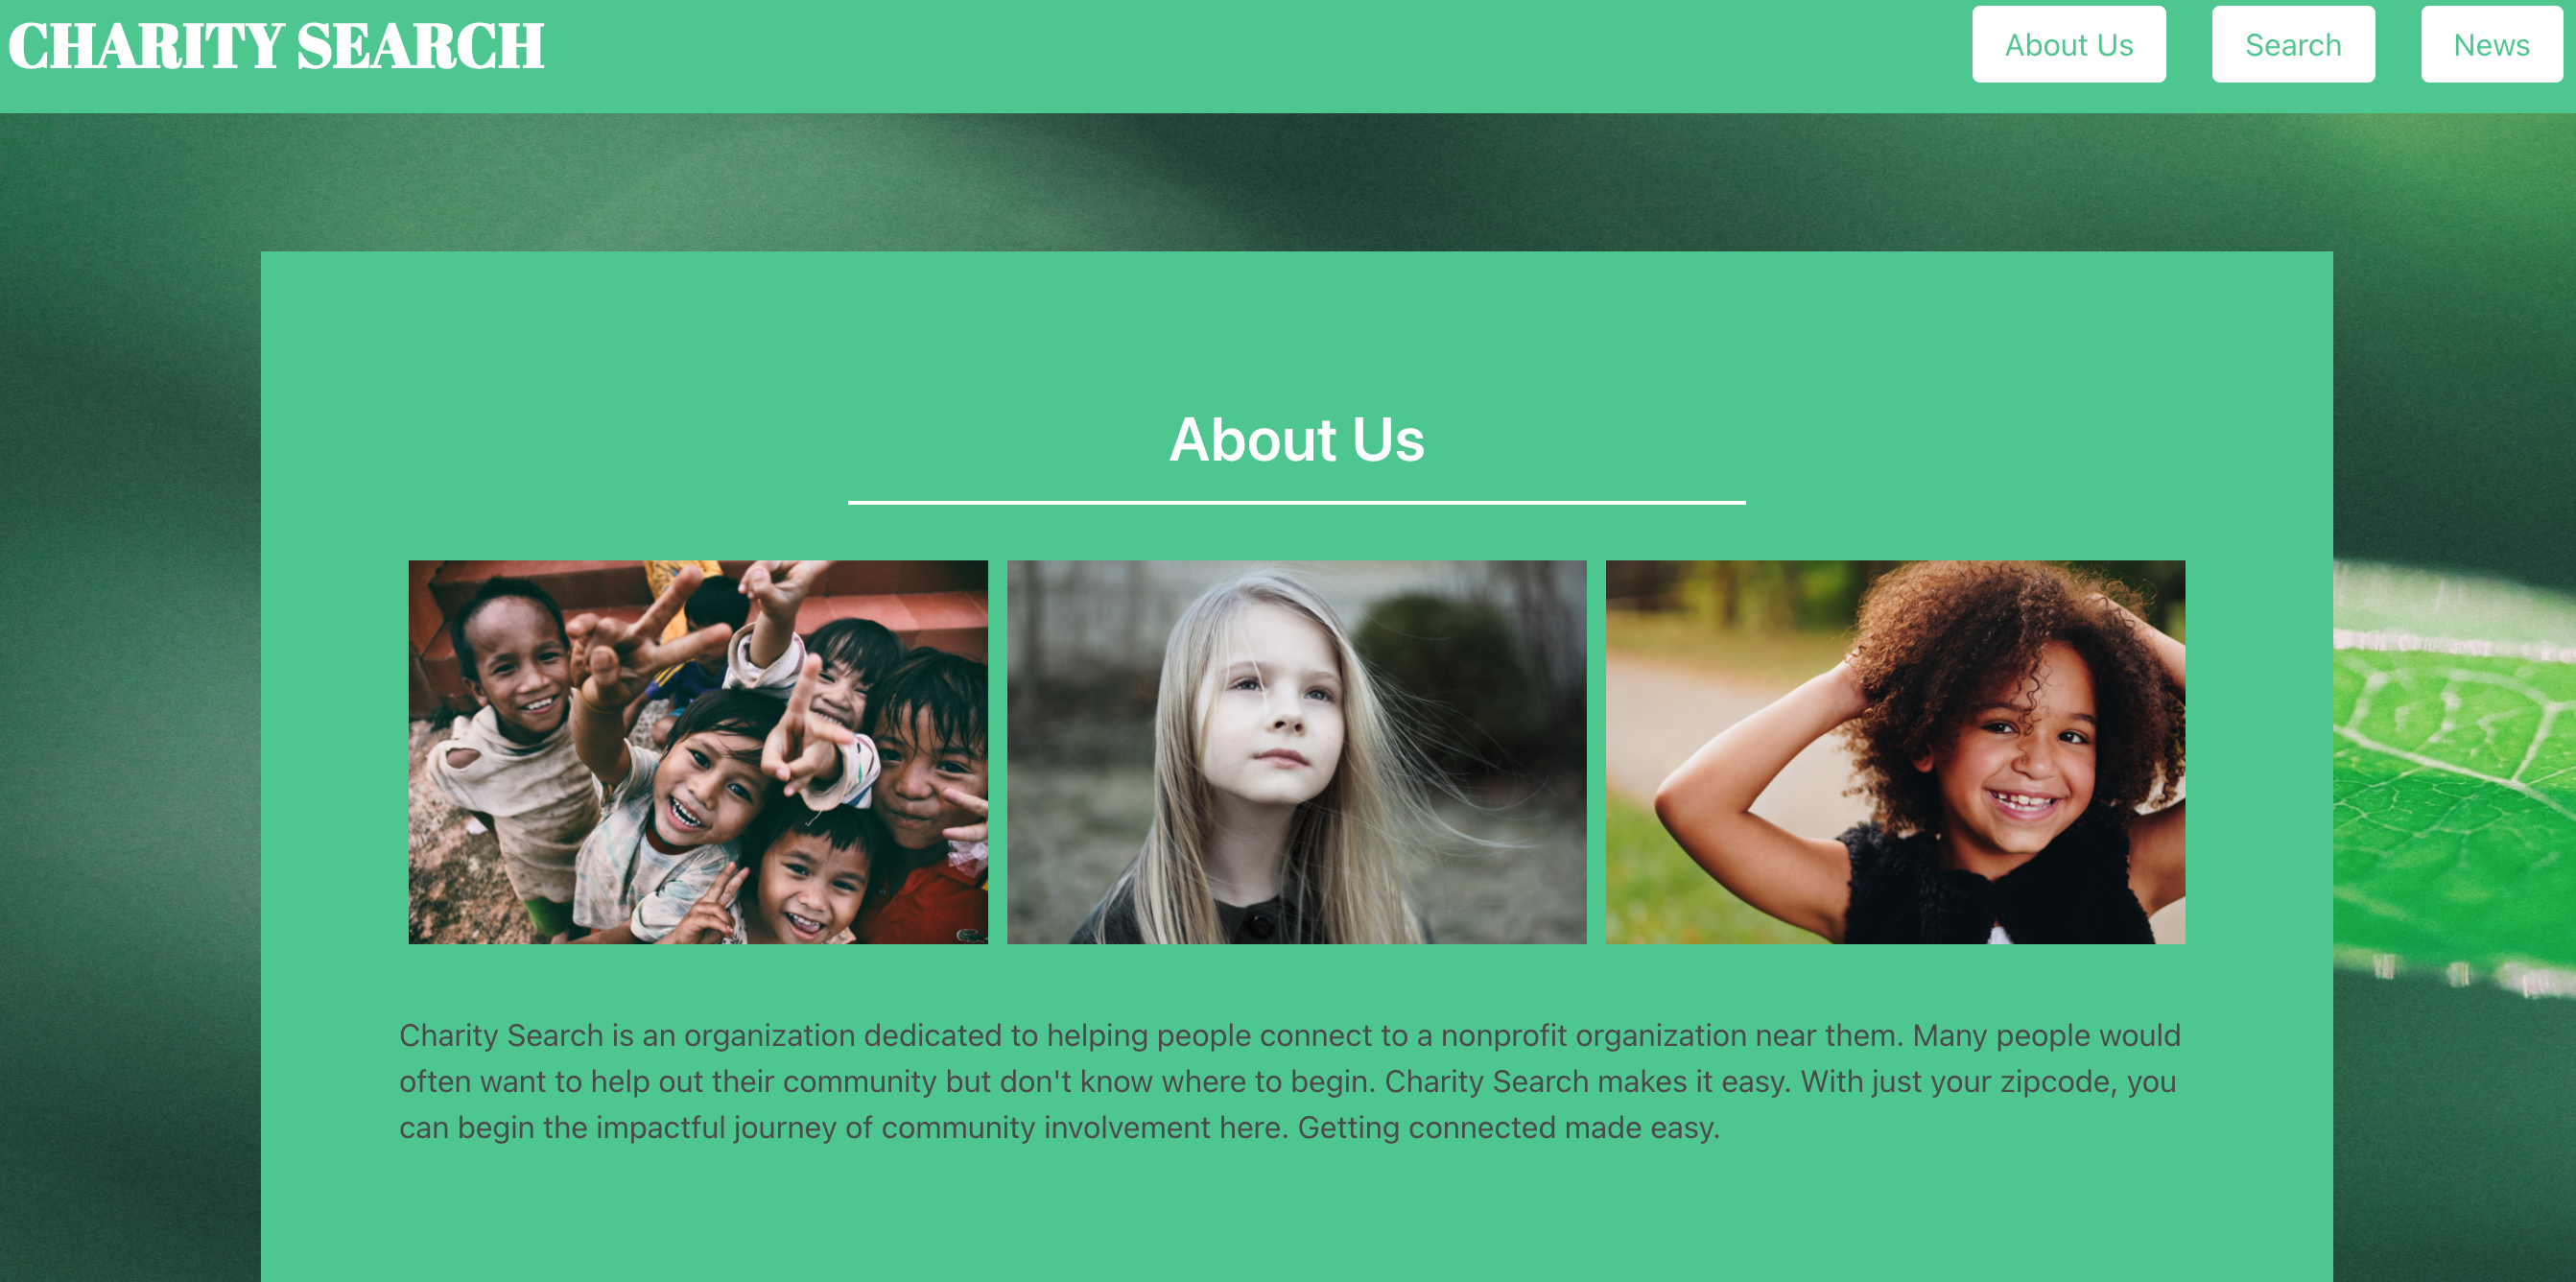 CHARITY SEARCH
About Us
Search
News
About Us
Charity Search is an organization dedicated to helping people connect to a nonprofit organization near them. Many people would
often want to help out their community but don't know where to begin. Charity Search makes it easy. With just your zipcode, you
can begin the impactful journey of community involvement here. Getting connected made easy.